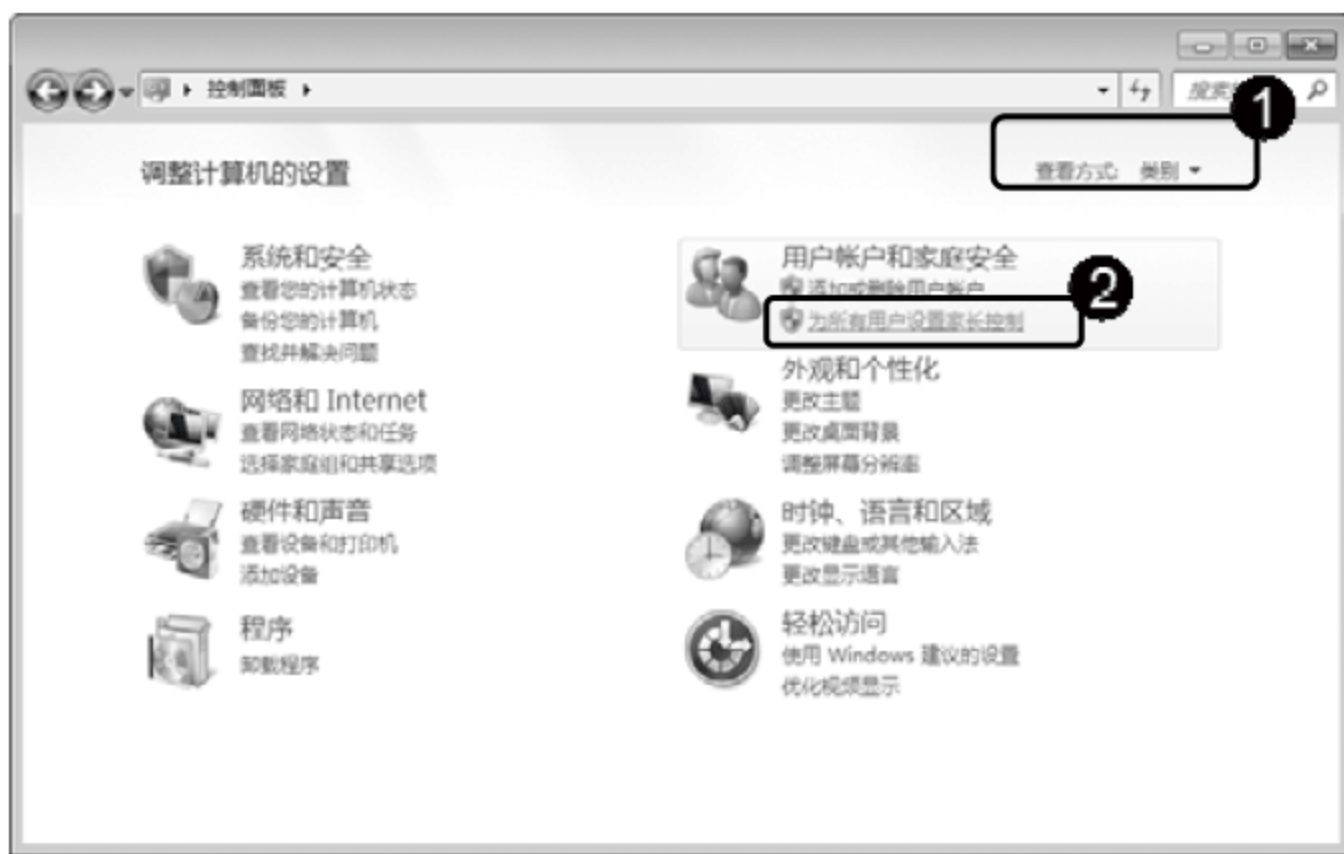 控制面板
搜索
1
调整计算机的设置
查看方式: 类别
系统和安全
查看您的计算机状态
备份您的计算机
查找并解决问题
网络和 Internet
查看网络状态和任务
选择家庭组和共享选项
硬件和声音
查看设备和打印机
添加设备
程序
卸载程序
用户帐户和家庭安全
添加或删除用户帐户
2
为所有用户设置家长控制
外观和个性化
更改主题
更改桌面背景
调整屏幕分辨率
时钟、语言和区域
更改键盘或其他输入法
更改显示语言
轻松访问
使用 Windows 建议的设置
优化视频显示